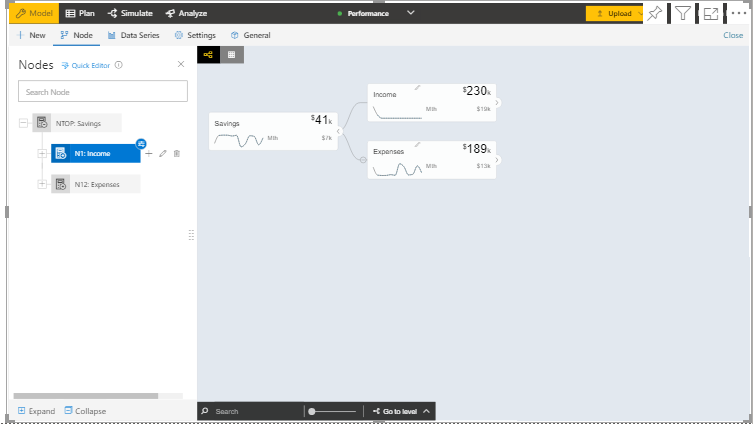 Model Plan Simulate Analyze Performance Upload
New Node Data Series Settings General Close
Nodes Quick Editor
Search Node
NTOP: Savings
N1: Income
N12: Expenses
Savings $41k
Mth $7k
Income $230k
Mth $19k
Expenses $189k
Mth $13k
Expand Collapse
Search Go to level